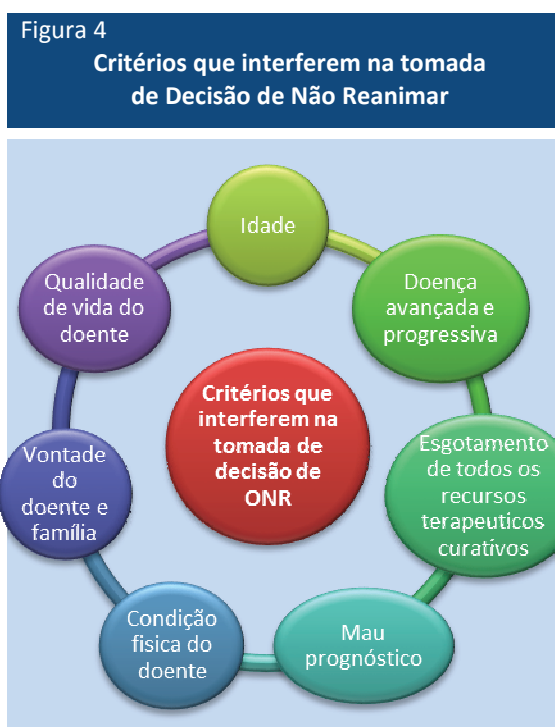 Figura 4
Critérios que interferem na tomada
de Decisão de Não Reanimar
Idade
Doença
avançada e
progressiva
Esgotamento
de todos os
recursos
terapeuticos
curativos
Mau
prognóstico
Condição
fisica do
doente
Vontade
do
doente e
família
Qualidade
de vida do
doente
Critérios que
interferem na
tomada de
decisão de
ONR